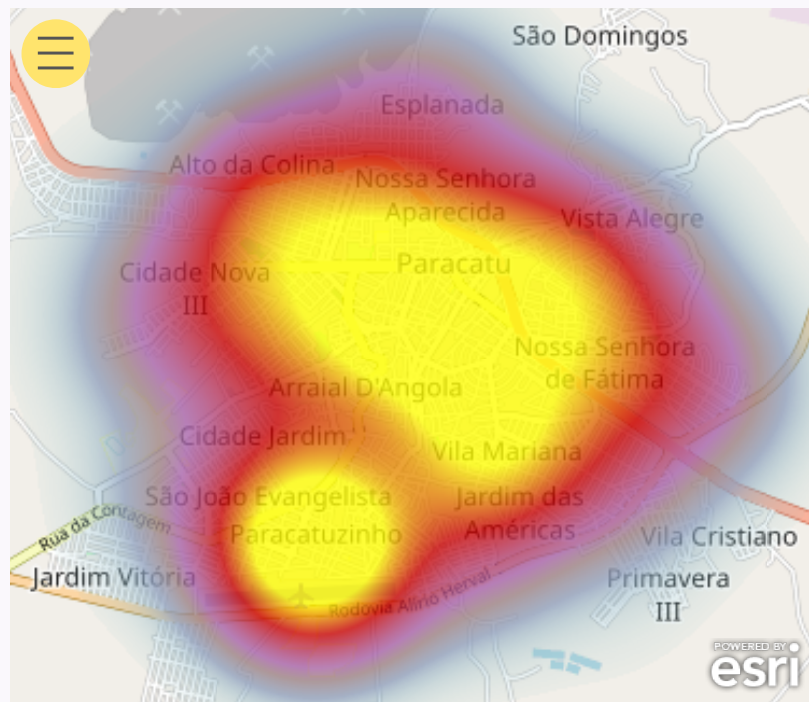 São Domingos
Esplanada
Alto da Colina
Nossa Senhora
Aparecida
Vista Alegre
Paracatu
Cidade Nova
III
Nossa Senhora
de Fátima
Arraial D'Angola
Cidade Jardim
Vila Mariana
São João Evangelista
Jardim das
Américas
Rua da Contagem
Paracatuzinho
Vila Cristiano
Jardim Vitória
Primavera
III
Rodovia Alírio Herval
POWERED BY
esri